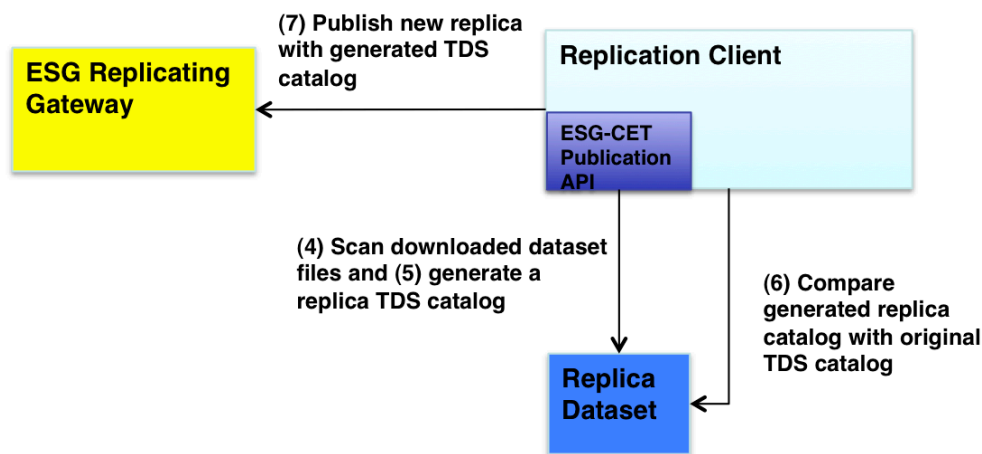 (7) Publish new replica
with generated TDS
catalog
ESG Replicating
Gateway
Replication Client
ESG-CET
Publication
API
(4) Scan downloaded dataset
files and (5) generate a
replica TDS catalog
(6) Compare
generated replica
catalog with original
TDS catalog
Replica
Dataset